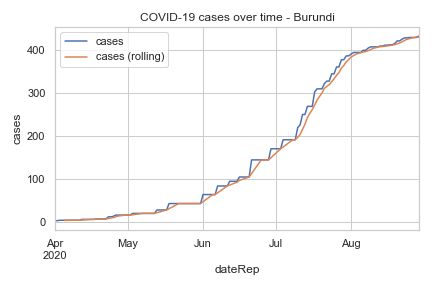 COVID-19 cases over time - Burundi
cases
cases (rolling)
400
300
200
100
0
cases
Apr
2020
May
Jun
Jul
Aug
dateRep